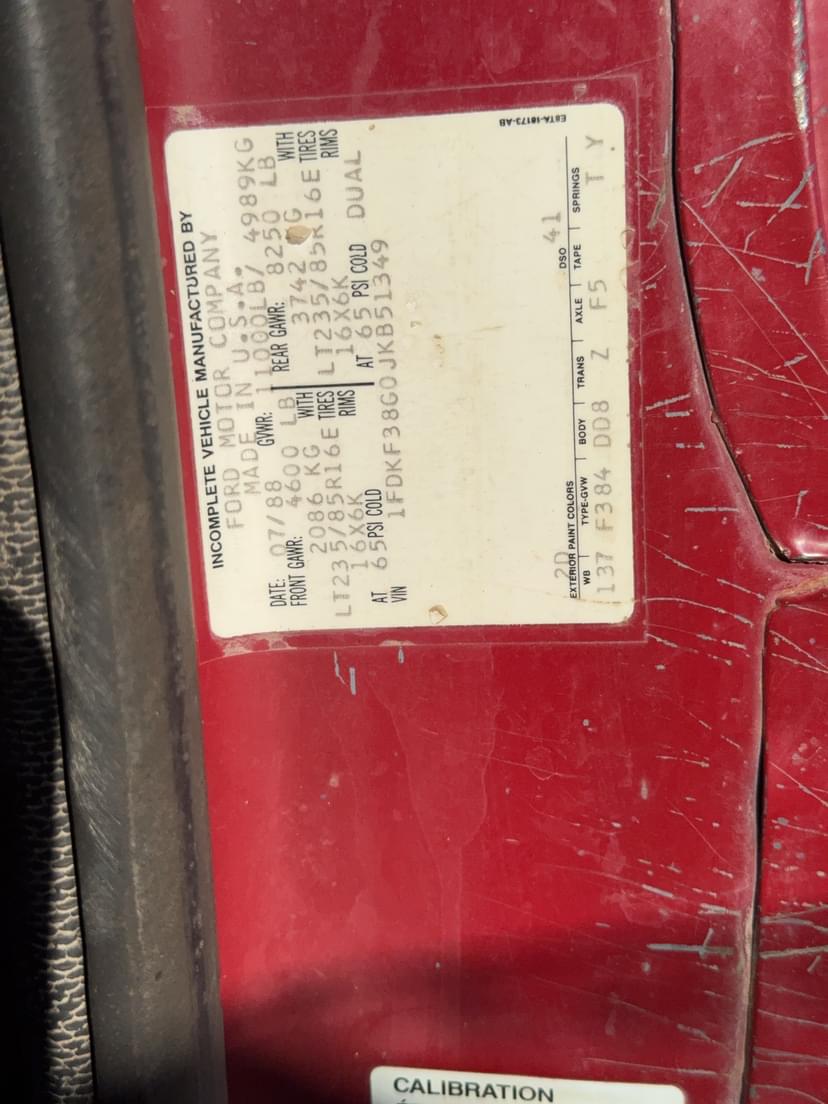 INCOMPLETE VEHICLE MANUFACTURED BY
FORD MOTOR COMPANY
MADE IN U.S.A.
DATE: 07/88 GVWR: 11000LB/ 4989KG
FRONT GAWR: 4600 LB REAR GAWR: 8250 LB
2086 KG WITH 3742 G WITH
LT235/85R16E TIRES LT235/85R16E TIRES
16X6K RIMS 16X6K RIMS
AT 65 PSI COLD AT 65 PSI COLD DUAL
VIN 1FDKF38G0JKB51349
E8TA-18173-AB
2D DSO 41
EXTERIOR PAINT COLORS
WB TYPE-GVW BODY TRANS AXLE TAPE SPRINGS
137 F384 DD8 Z F5 T Y
CALIBRATION